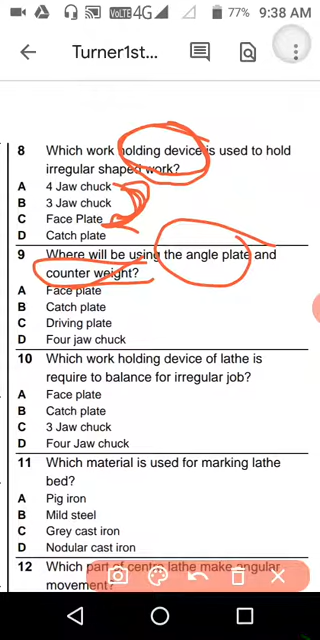 VoLTE 4G 77% 9:38 AM
Turner1st...
8 Which work holding device is used to hold
irregular shaped work?
A 4 Jaw chuck
B 3 Jaw chuck
C Face Plate
D Catch plate
9 Where will be using the angle plate and
counter weight?
A Face plate
B Catch plate
C Driving plate
D Four jaw chuck
10 Which work holding device of lathe is
require to balance for irregular job?
A Face plate
B Catch plate
C 3 Jaw chuck
D Four Jaw chuck
11 Which material is used for marking lathe
bed?
A Pig iron
B Mild steel
C Grey cast iron
D Nodular cast iron
12 Which part of centre lathe make angular
movement?